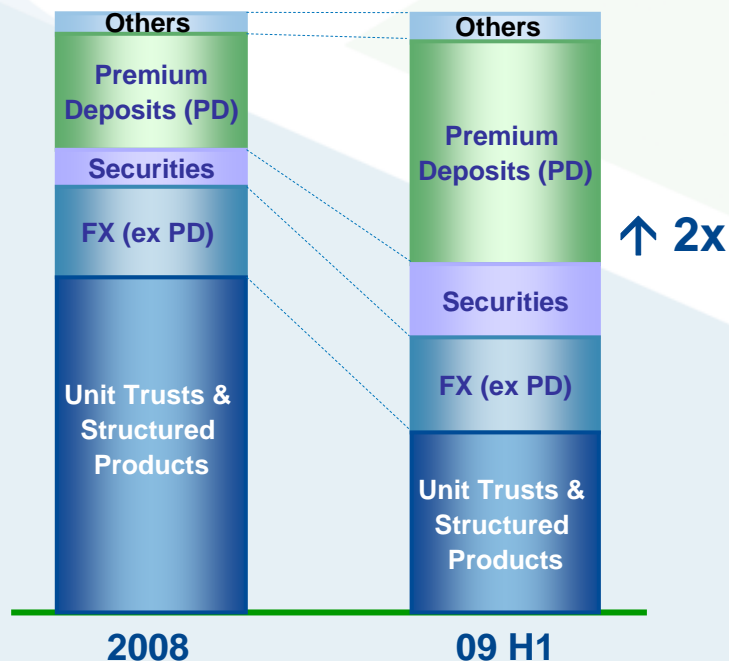 Others
Premium
Deposits (PD)
Securities
FX (ex PD)
Unit Trusts &
Structured
Products
2008
Others
Premium
Deposits (PD)
Securities
FX (ex PD)
Unit Trusts &
Structured
Products
09 H1
↑ 2x